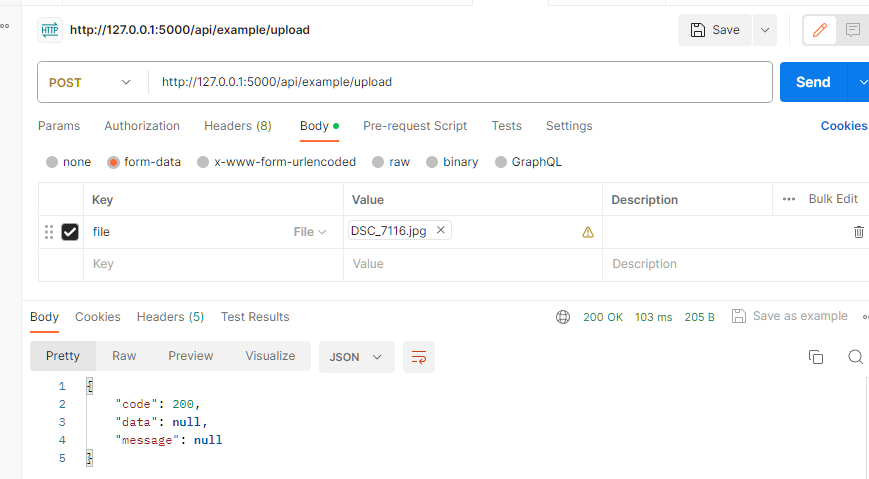 HTTP http://127.0.0.1:5000/api/example/upload Save
POST http://127.0.0.1:5000/api/example/upload Send
Params Authorization Headers (8) Body Pre-request Script Tests Settings Cookies
none form-data x-www-form-urlencoded raw binary GraphQL
Key Value Description Bulk Edit
file File DSC_7116.jpg
Key Value Description
Body Cookies Headers (5) Test Results 200 OK 103 ms 205 B Save as example
Pretty Raw Preview Visualize JSON
1 {
2 "code": 200,
3 "data": null,
4 "message": null
5 }